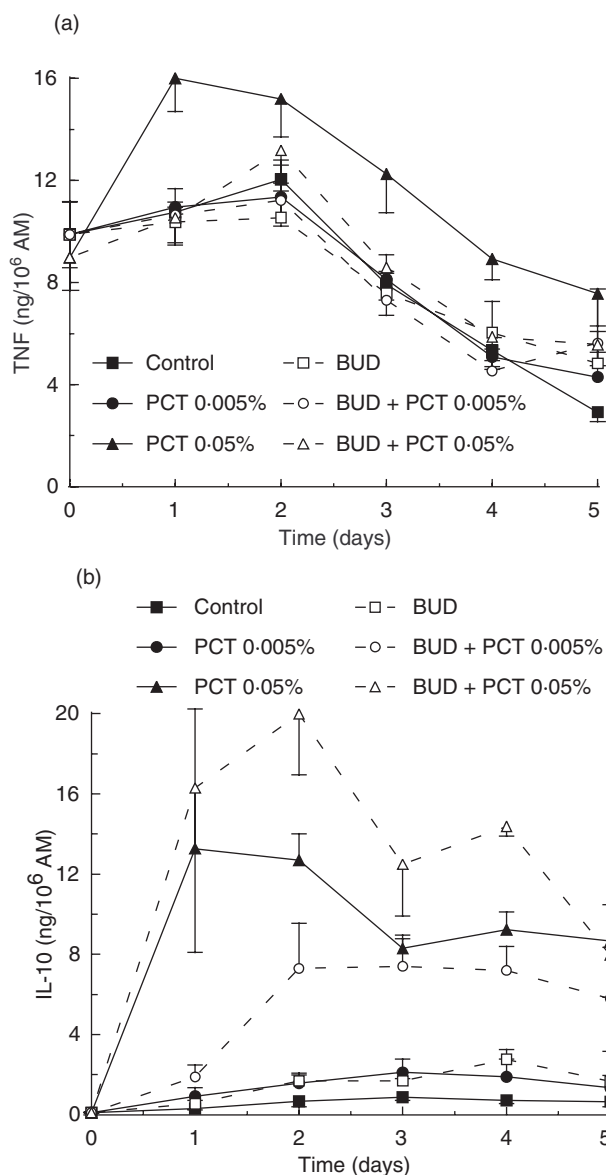 (a)
16
12
8
4
0
TNF (ng/10⁶ AM)
Control
BUD
PCT 0·005%
BUD + PCT 0·005%
PCT 0·05%
BUD + PCT 0·05%
0 1 2 3 4 5
Time (days)
(b)
Control
BUD
PCT 0·005%
BUD + PCT 0·005%
PCT 0·05%
BUD + PCT 0·05%
20
16
12
8
4
0
IL-10 (ng/10⁶ AM)
0 1 2 3 4 5
Time (days)